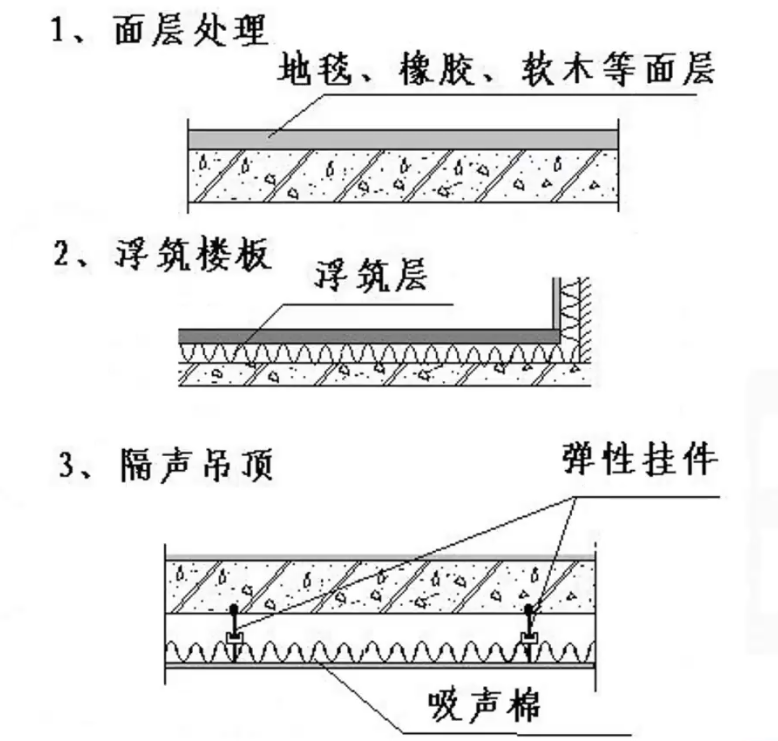 1、面层处理
地毯、橡胶、软木等面层
2、浮筑楼板
浮筑层
3、隔声吊顶
弹性挂件
吸声棉